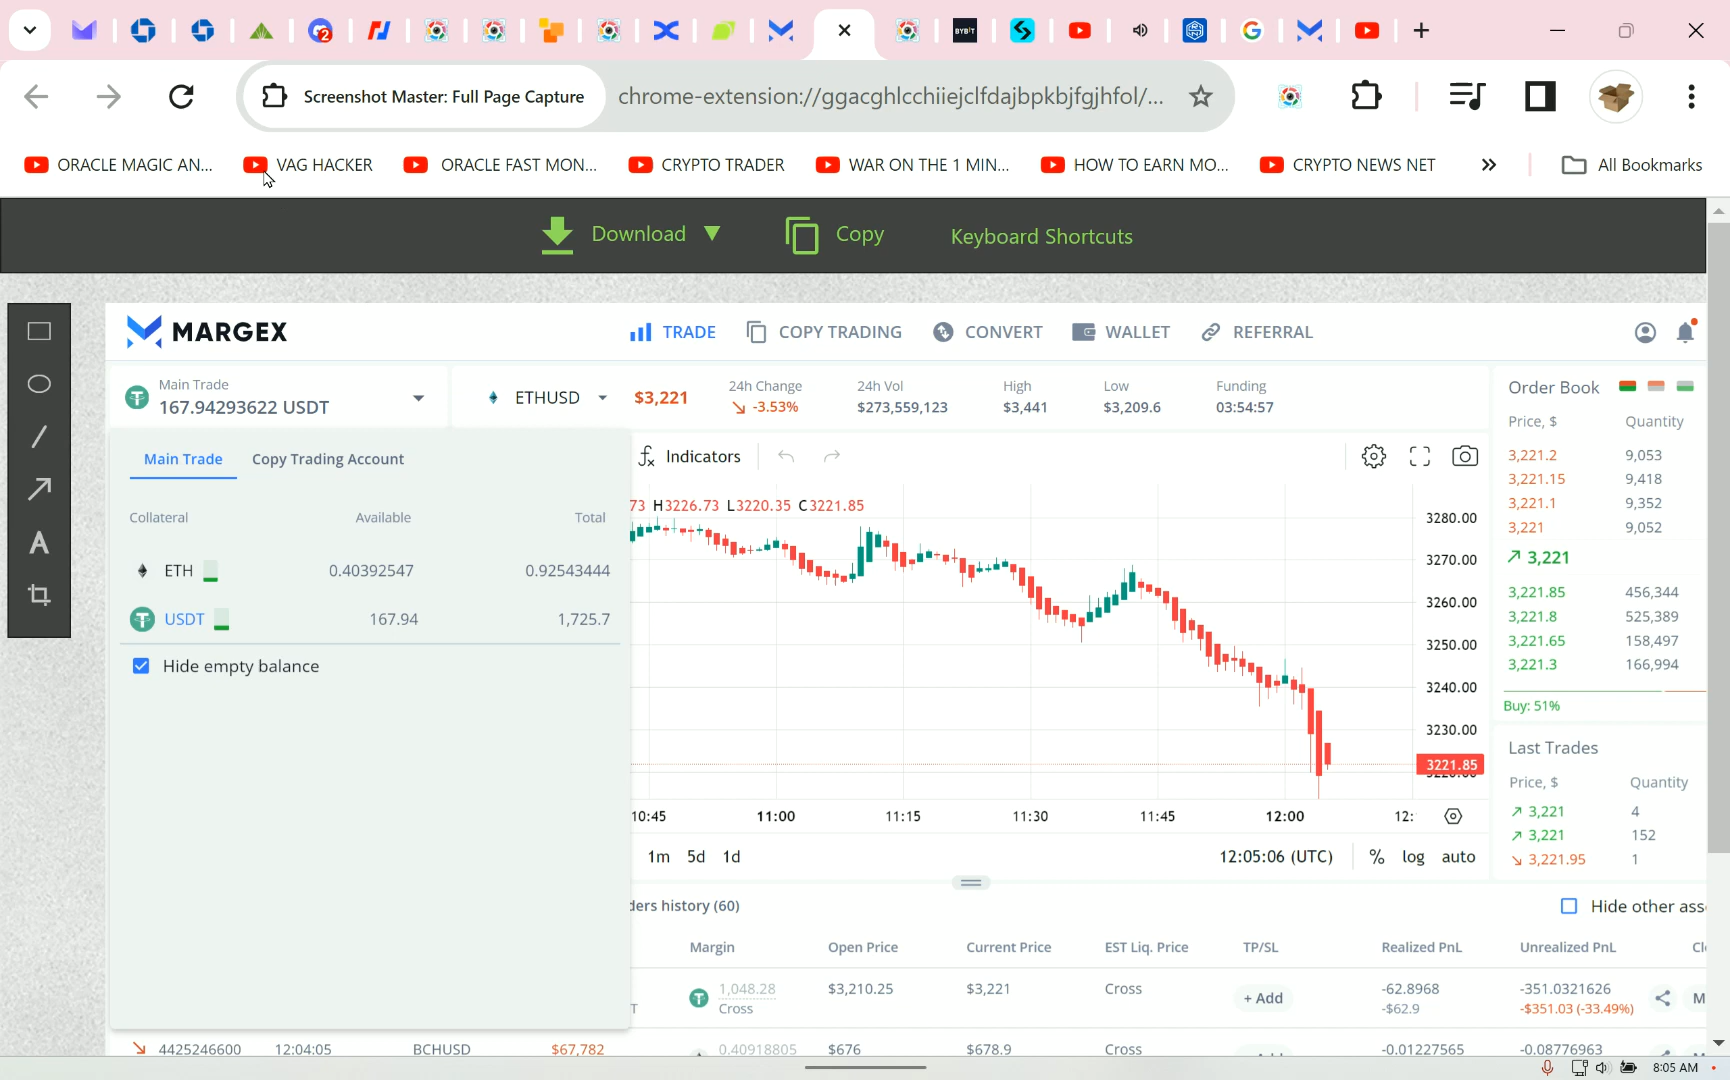 2
BYBIT
Screenshot Master: Full Page Capture
chrome-extension://ggacghlcchiiejclfdajbpkbjfgjhfol/...
ORACLE MAGIC AN... VAG HACKER ORACLE FAST MON... CRYPTO TRADER WAR ON THE 1 MIN... HOW TO EARN MO... CRYPTO NEWS NET » All Bookmarks
Download Copy Keyboard Shortcuts
MARGEX TRADE COPY TRADING CONVERT WALLET REFERRAL
Main Trade
167.94293622 USDT
ETHUSD $3,221
24h Change
-3.53%
24h Vol
$273,559,123
High
$3,441
Low
$3,209.6
Funding
03:54:57
Main Trade Copy Trading Account
Collateral Available Total
ETH 0.40392547 0.92543444
USDT 167.94 1,725.7
Hide empty balance
Indicators
73 H3226.73 L3220.35 C3221.85
3280.00
3270.00
3260.00
3250.00
3240.00
3230.00
3221.85
10:45 11:00 11:15 11:30 11:45 12:00 12:
1m 5d 1d 12:05:06 (UTC) % log auto
Order Book
Price, $ Quantity
3,221.2 9,053
3,221.15 9,418
3,221.1 9,352
3,221 9,052
3,221
3,221.85 456,344
3,221.8 525,389
3,221.65 158,497
3,221.3 166,994
Buy: 51%
Last Trades
Price, $ Quantity
3,221 4
3,221 152
3,221.95 1
ders history (60) Hide other ass
Margin Open Price Current Price EST Liq. Price TP/SL Realized PnL Unrealized PnL Cl
T 1,048.28 $3,210.25 $3,221 Cross + Add -62.8968 -351.0321626 M
Cross -$62.9 -$351.03 (-33.49%)
4425246600 12:04:05 BCHUSD $67,782 0.40918805 $676 $678.9 Cross -0.01227565 -0.08776963
8:05 AM